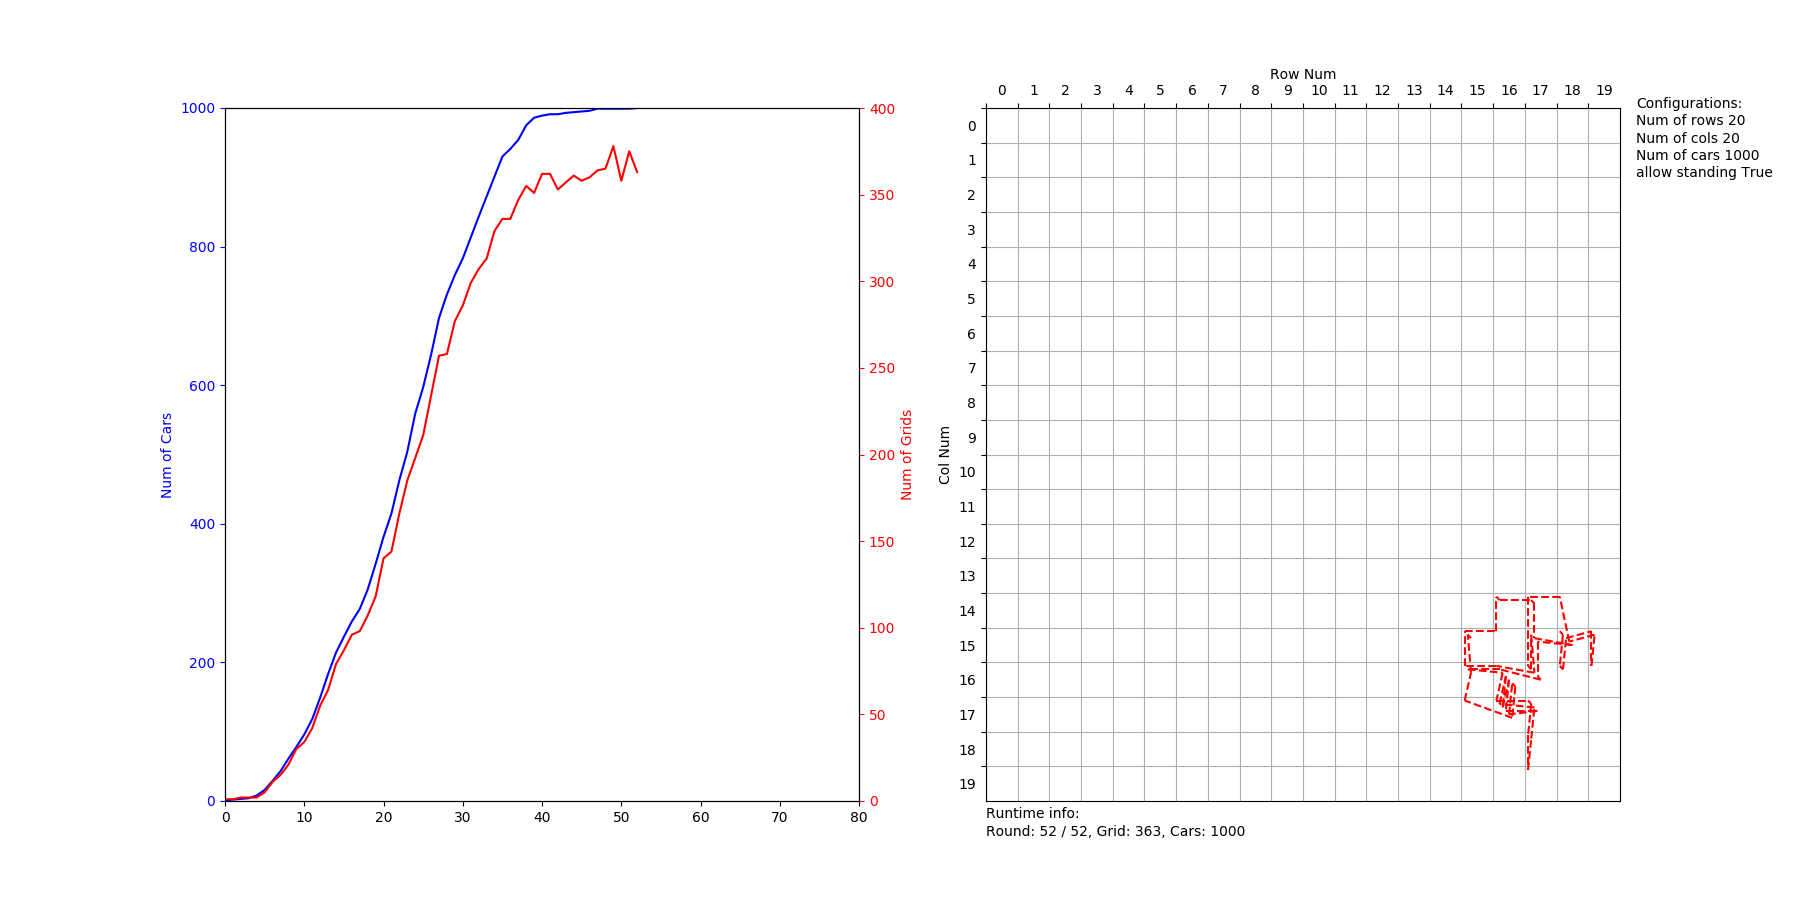 Row Num
0 1 2 3 4 5 6 7 8 9 10 11 12 13 14 15 16 17 18 19
Configurations:
Num of rows 20
Num of cols 20
Num of cars 1000
allow standing True
1000
800
600
400
200
0
Num of Cars
0 10 20 30 40 50 60 70 80
400
350
300
250
200
150
100
50
0
Num of Grids
Col Num
0
1
2
3
4
5
6
7
8
9
10
11
12
13
14
15
16
17
18
19
Runtime info:
Round: 52 / 52, Grid: 363, Cars: 1000